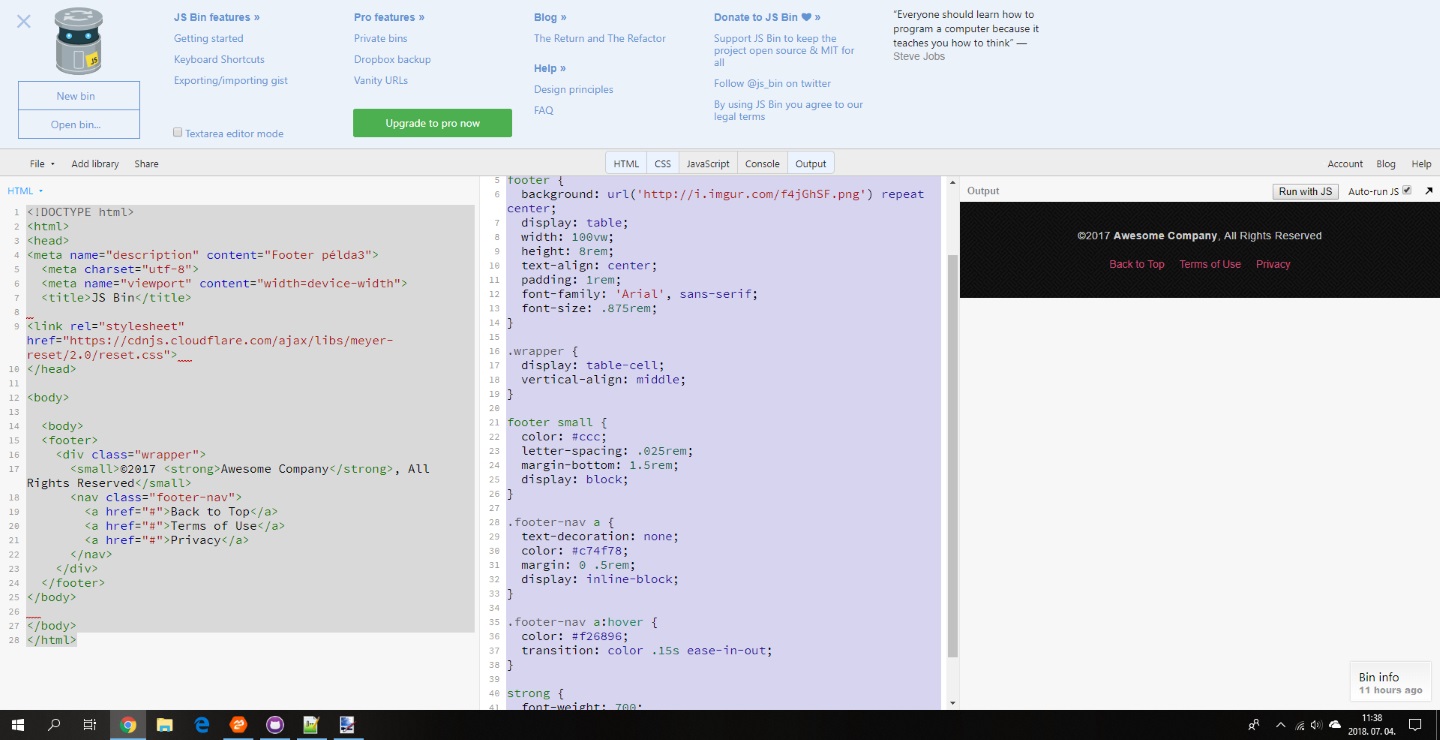 JS Bin features »
Getting started
Keyboard Shortcuts
Exporting/importing gist
Textarea editor mode
Pro features »
Private bins
Dropbox backup
Vanity URLs
Upgrade to pro now
Blog »
The Return and The Refactor
Help »
Design principles
FAQ
Donate to JS Bin ❤ »
Support JS Bin to keep the
project open source & MIT for
all
Follow @js_bin on twitter
By using JS Bin you agree to our
legal terms
“Everyone should learn how to
program a computer because it
teaches you how to think” —
Steve Jobs
JS
New bin
Open bin...
File
Add library
Share
HTML
CSS
JavaScript
Console
Output
Account
Blog
Help
HTML
1 <!DOCTYPE html>
2 <html>
3 <head>
4 <meta name="description" content="Footer példa3">
5 <meta charset="utf-8">
6 <meta name="viewport" content="width=device-width">
7 <title>JS Bin</title>
8
9 <link rel="stylesheet"
href="https://cdnjs.cloudflare.com/ajax/libs/meyer-
reset/2.0/reset.css">
10 </head>
11
12 <body>
13
14 <body>
15 <footer>
16 <div class="wrapper">
17 <small>©2017 <strong>Awesome Company</strong>, All
Rights Reserved</small>
18 <nav class="footer-nav">
19 <a href="#">Back to Top</a>
20 <a href="#">Terms of Use</a>
21 <a href="#">Privacy</a>
22 </nav>
23 </div>
24 </footer>
25 </body>
26
27 </body>
28 </html>
5 footer {
6 background: url('http://i.imgur.com/f4jGhSF.png') repeat
center;
7 display: table;
8 width: 100vw;
9 height: 8rem;
10 text-align: center;
11 padding: 1rem;
12 font-family: 'Arial', sans-serif;
13 font-size: .875rem;
14 }
15
16 .wrapper {
17 display: table-cell;
18 vertical-align: middle;
19 }
20
21 footer small {
22 color: #ccc;
23 letter-spacing: .025rem;
24 margin-bottom: 1.5rem;
25 display: block;
26 }
27
28 .footer-nav a {
29 text-decoration: none;
30 color: #c74f78;
31 margin: 0 .5rem;
32 display: inline-block;
33 }
34
35 .footer-nav a:hover {
36 color: #f26896;
37 transition: color .15s ease-in-out;
38 }
39
40 strong {
41 font-weight: 700;
Output
Run with JS
Auto-run JS
©2017 Awesome Company, All Rights Reserved
Back to Top Terms of Use Privacy
Bin info
11 hours ago
11:38
2018. 07. 04.